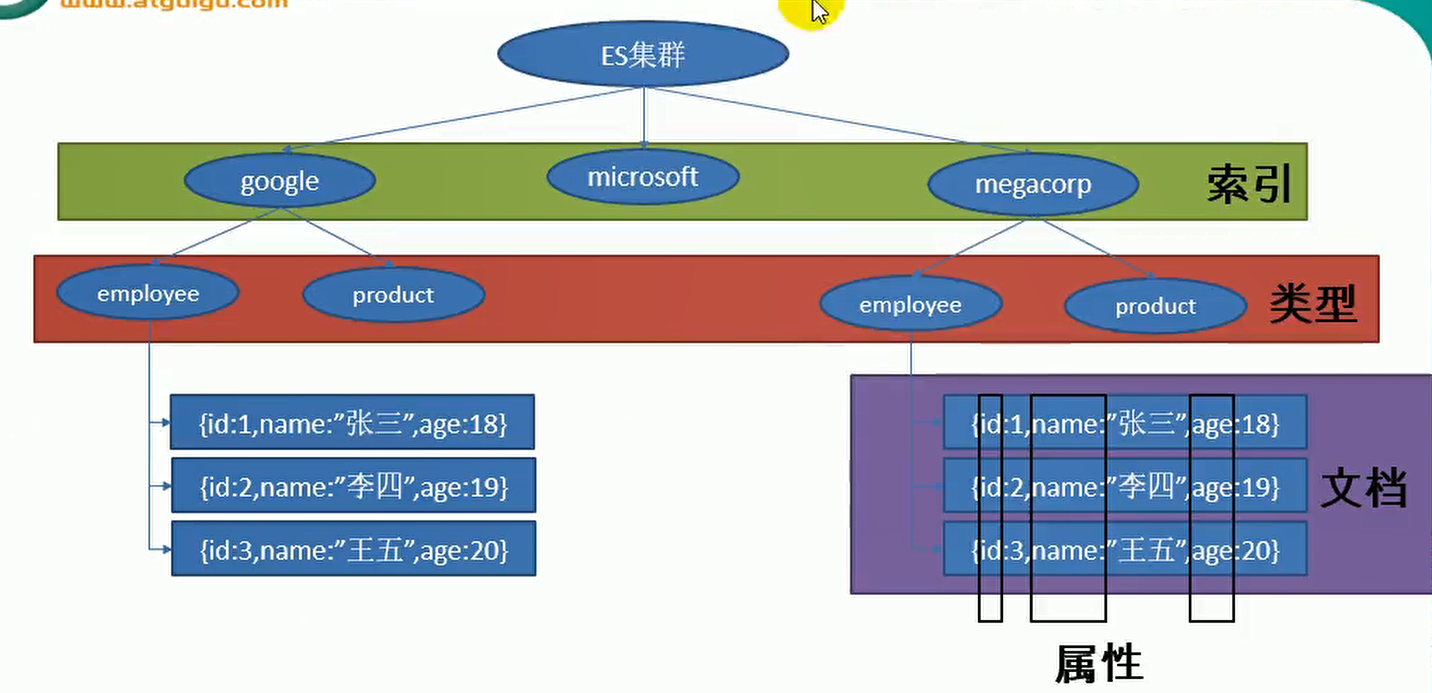 www.atguigu.com
ES集群
google
microsoft
megacorp
索引
employee
product
employee
product
类型
{id:1,name:”张三”,age:18}
{id:1,name:”张三”,age:18}
{id:2,name:”李四”,age:19}
{id:2,name:”李四”,age:19}
文档
{id:3,name:”王五”,age:20}
{id:3,name:”王五”,age:20}
属性